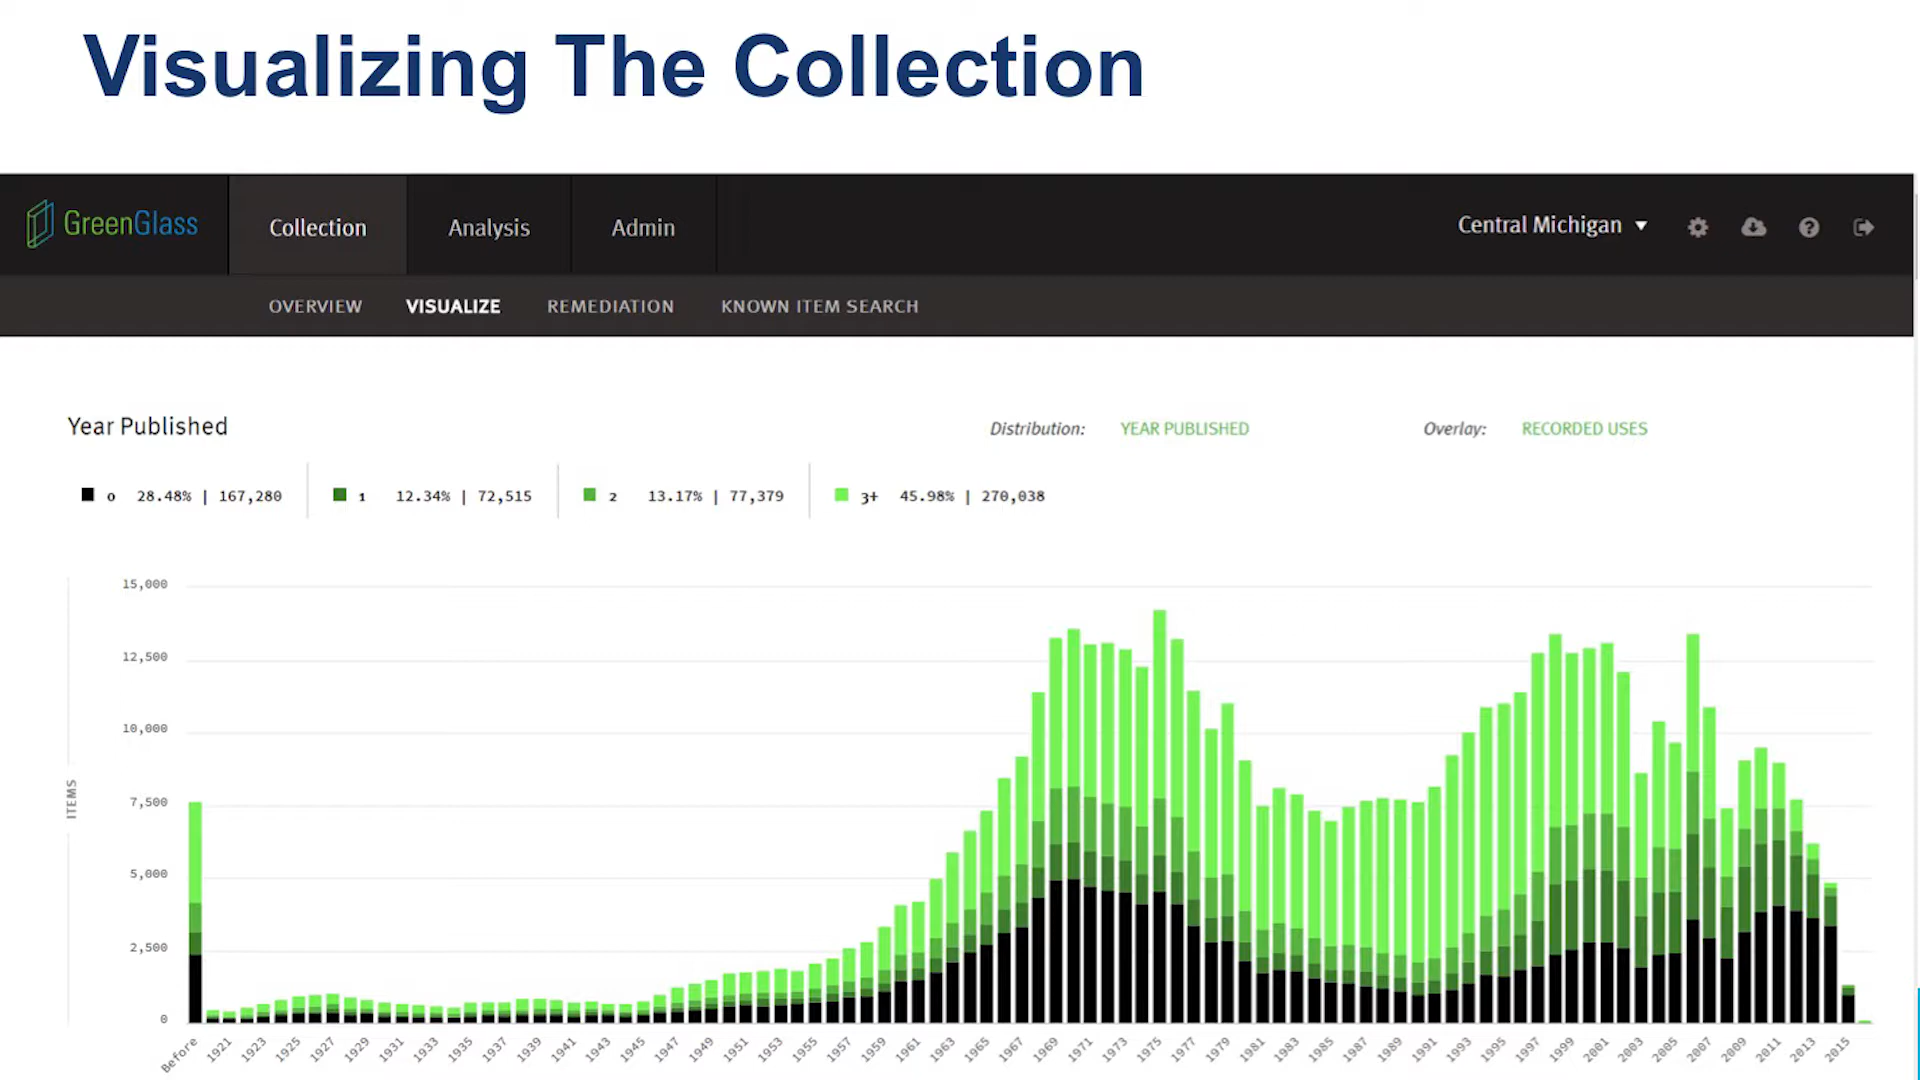 Visualizing The Collection
GreenGlass
Collection
Analysis
Admin
Central Michigan
OVERVIEW
VISUALIZE
REMEDIATION
KNOWN ITEM SEARCH
Year Published
Distribution: YEAR PUBLISHED
Overlay: RECORDED USES
0 28.48% | 167,280
1 12.34% | 72,515
2 13.17% | 77,379
3+ 45.98% | 270,038
15,000
12,500
10,000
7,500
5,000
2,500
0
ITEMS
Before 1921 1923 1925 1927 1929 1931 1933 1935 1937 1939 1941 1943 1945 1947 1949 1951 1953 1955 1957 1959 1961 1963 1965 1967 1969 1971 1973 1975 1977 1979 1981 1983 1985 1987 1989 1991 1993 1995 1997 1999 2001 2003 2005 2007 2009 2011 2013 2015